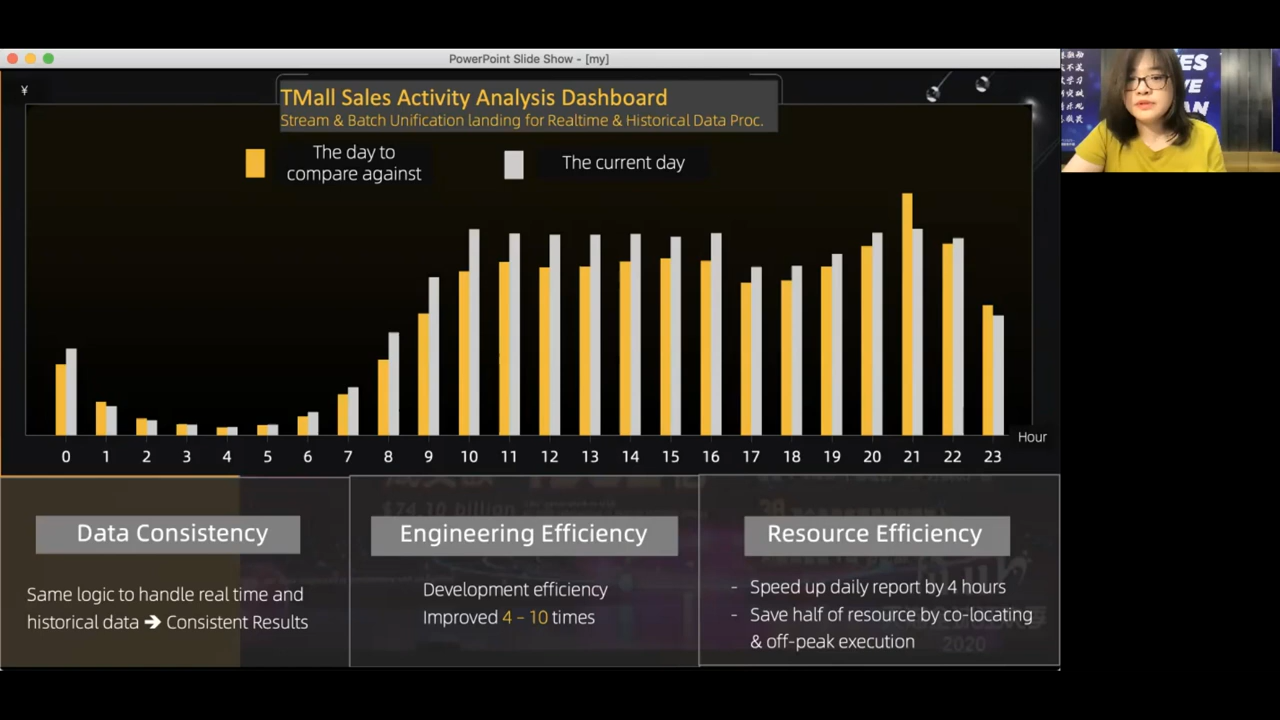 PowerPoint Slide Show - [my]
¥
TMall Sales Activity Analysis Dashboard
Stream & Batch Unification landing for Realtime & Historical Data Proc.
The day to
compare against
The current day
Hour
0 1 2 3 4 5 6 7 8 9 10 11 12 13 14 15 16 17 18 19 20 21 22 23
$74.10 billion
Data Consistency
Engineering Efficiency
Resource Efficiency
Same logic to handle real time and
historical data ➔ Consistent Results
Development efficiency
Improved 4 – 10 times
- Speed up daily report by 4 hours
- Save half of resource by co-locating
& off-peak execution
2020